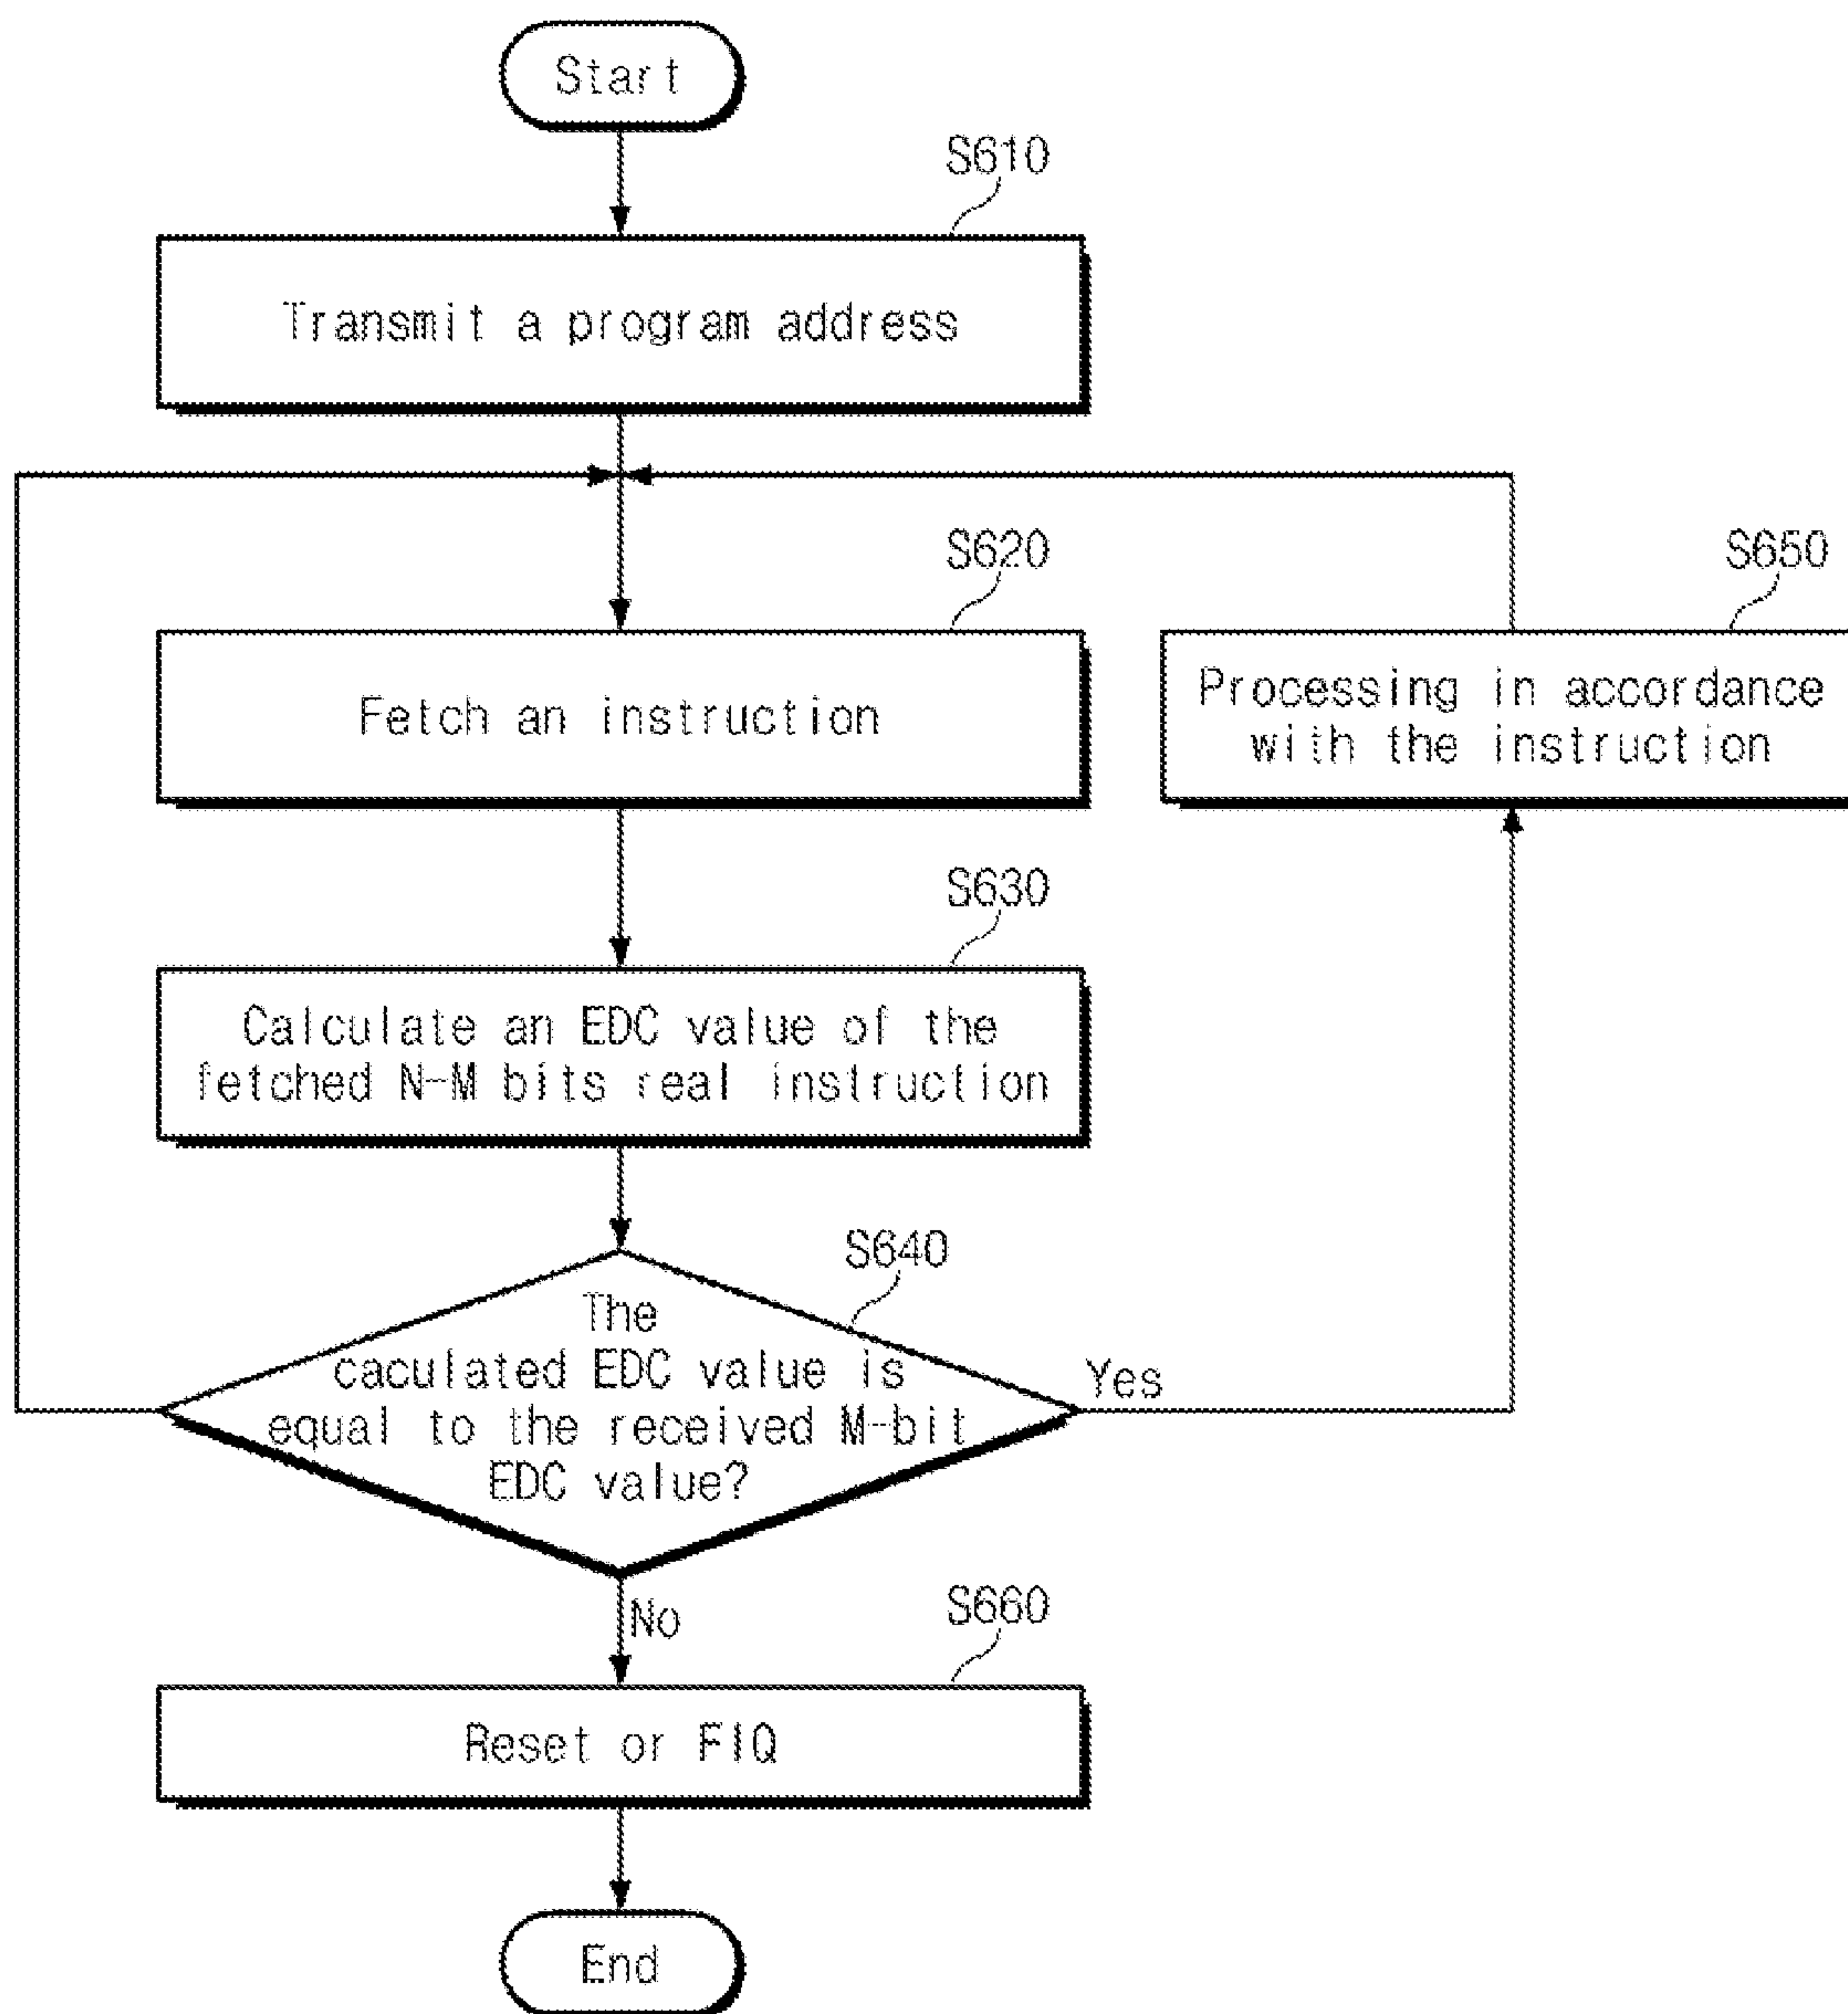 Start
S610
Transmit a program address
S620
Fetch an instruction
S650
Processing in accordance
with the instruction
S630
Calculate an EDC value of the
fetched N-M bits real instruction
S640
The
caculated EDC value is
equal to the received M-bit
EDC value?
Yes
No
S660
Reset or FIQ
End